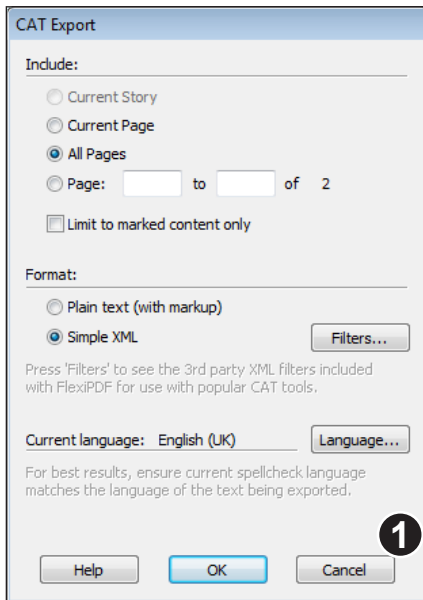 CAT Export
Include:
Current Story
Current Page
All Pages
Page: to of 2
Limit to marked content only
Format:
Plain text (with markup)
Simple XML Filters...
Press 'Filters' to see the 3rd party XML filters included
with FlexiPDF for use with popular CAT tools.
Current language: English (UK) Language...
For best results, ensure current spellcheck language
matches the language of the text being exported.
1
Help OK Cancel